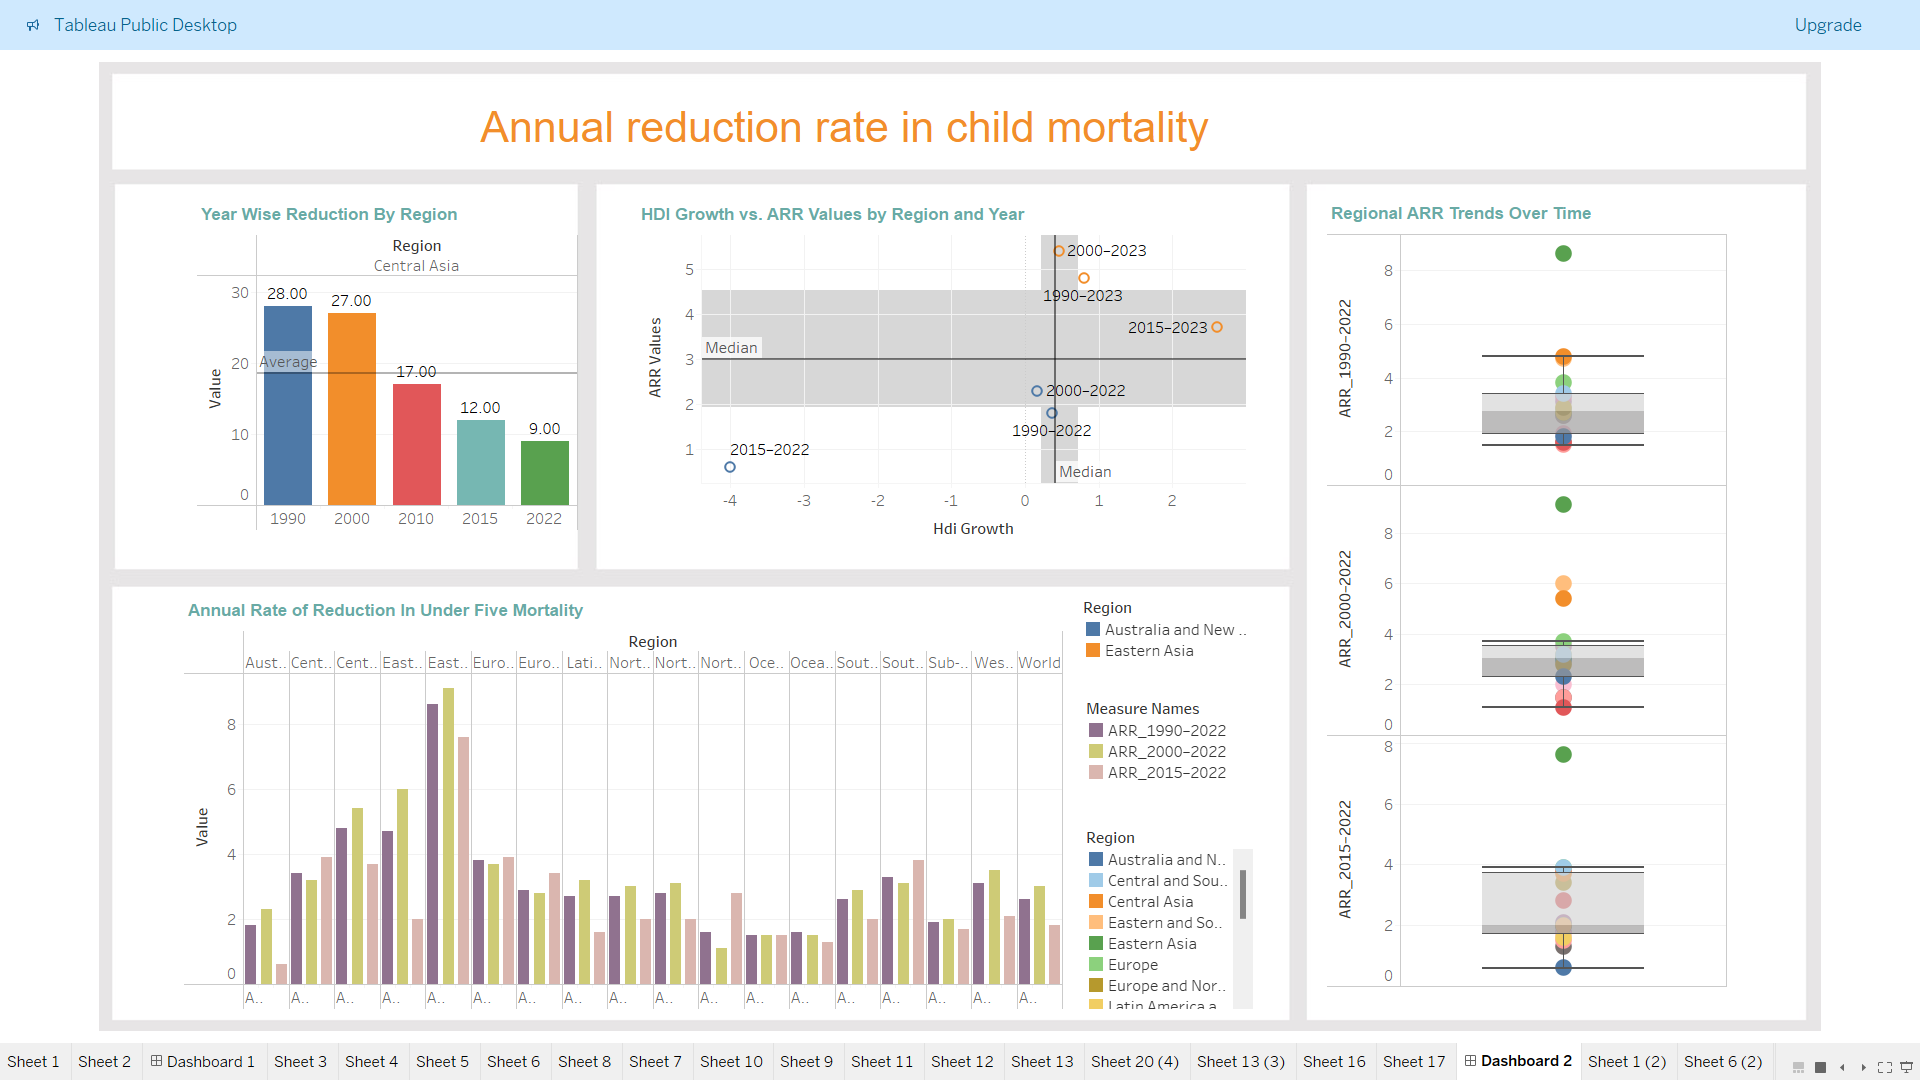 Tableau Public Desktop
Upgrade
Annual reduction rate in child mortality
Year Wise Reduction By Region
Region
Central Asia
30
20
10
0
Value
28.00
27.00
17.00
12.00
9.00
Average
1990 2000 2010 2015 2022
HDI Growth vs. ARR Values by Region and Year
5
4
3
2
1
ARR Values
2000–2023
1990–2023
2015–2023
Median
2000–2022
1990–2022
2015–2022
Median
-4 -3 -2 -1 0 1 2
Hdi Growth
Regional ARR Trends Over Time
ARR_1990–2022
8
6
4
2
0
ARR_2000–2022
8
6
4
2
0
ARR_2015–2022
8
6
4
2
0
Annual Rate of Reduction In Under Five Mortality
Region
Aust.. Cent.. Cent.. East.. East.. Euro.. Euro.. Lati.. Nort.. Nort.. Nort.. Oce.. Ocea.. Sout.. Sout.. Sub-.. Wes.. World
Value
8
6
4
2
0
A.. A.. A.. A.. A.. A.. A.. A.. A.. A.. A.. A.. A.. A.. A.. A.. A.. A..
Region
Australia and New ..
Eastern Asia
Measure Names
ARR_1990–2022
ARR_2000–2022
ARR_2015–2022
Region
Australia and N..
Central and Sou..
Central Asia
Eastern and So..
Eastern Asia
Europe
Europe and Nor..
Latin America a..
Sheet 1 Sheet 2 Dashboard 1 Sheet 3 Sheet 4 Sheet 5 Sheet 6 Sheet 8 Sheet 7 Sheet 10 Sheet 9 Sheet 11 Sheet 12 Sheet 13 Sheet 20 (4) Sheet 13 (3) Sheet 16 Sheet 17 Dashboard 2 Sheet 1 (2) Sheet 6 (2)